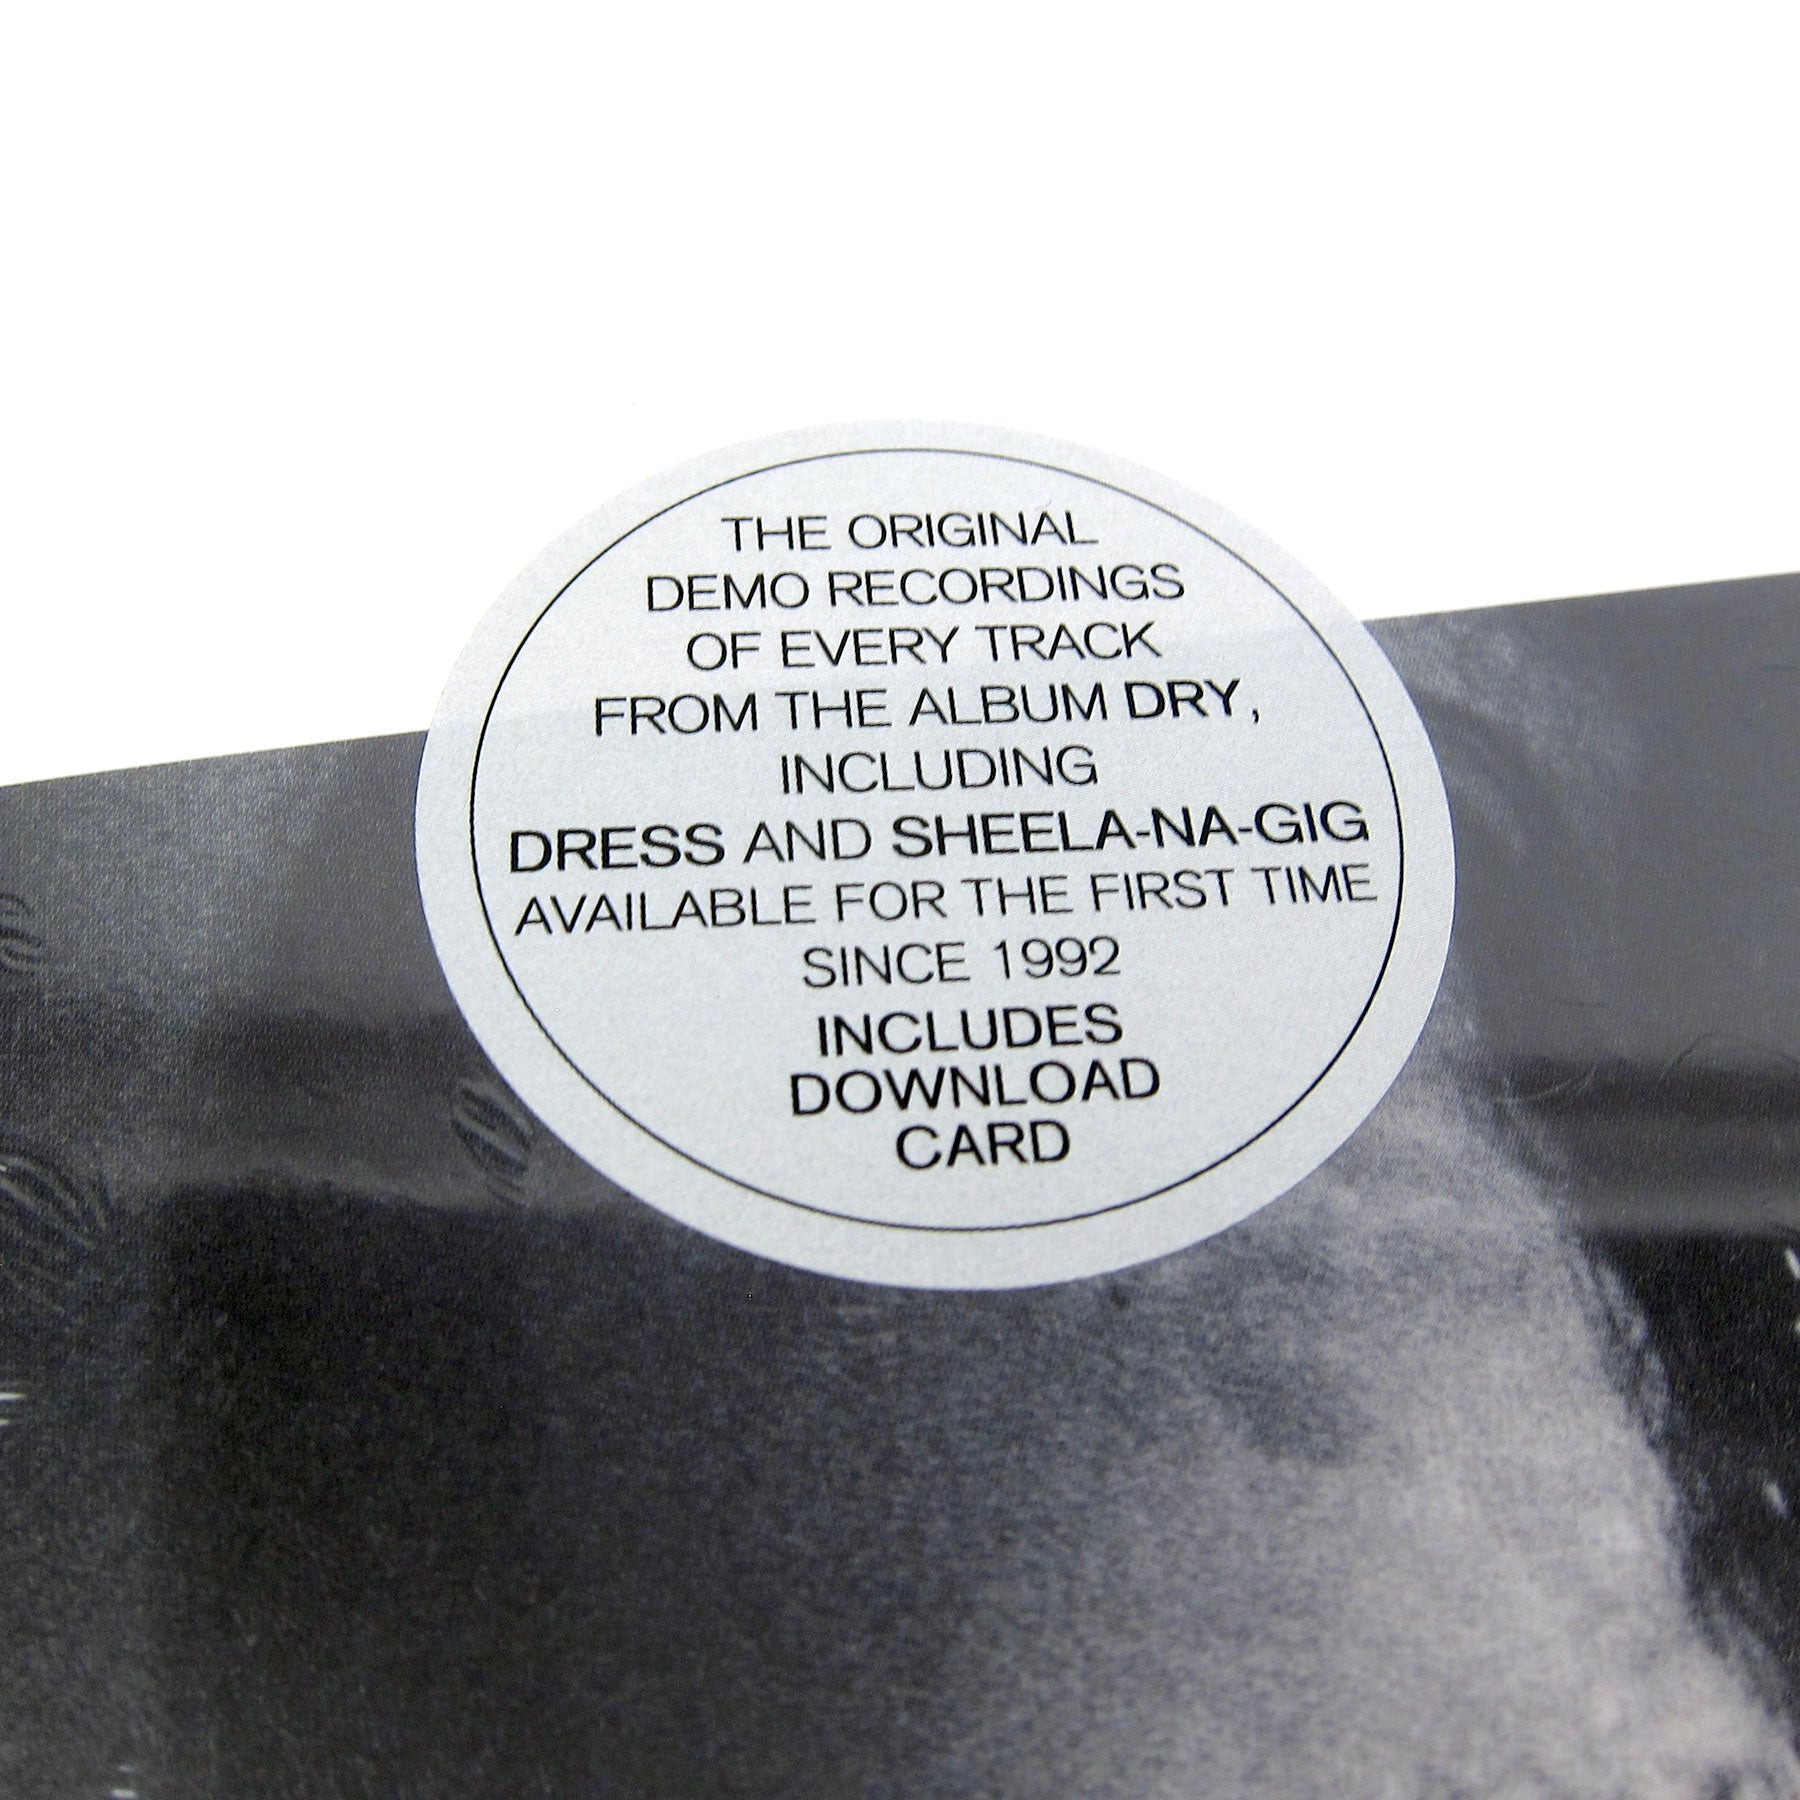 THE ORIGINAL
DEMO RECORDINGS
OF EVERY TRACK
FROM THE ALBUM DRY,
INCLUDING
DRESS AND SHEELA-NA-GIG
AVAILABLE FOR THE FIRST TIME
SINCE 1992
INCLUDES
DOWNLOAD
CARD